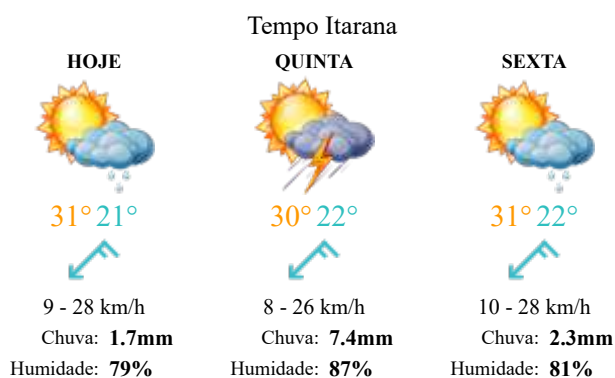 Tempo Itarana
HOJE QUINTA SEXTA
31° 21° 30° 22° 31° 22°
9 - 28 km/h 8 - 26 km/h 10 - 28 km/h
Chuva: 1.7mm Chuva: 7.4mm Chuva: 2.3mm
Humidade: 79% Humidade: 87% Humidade: 81%